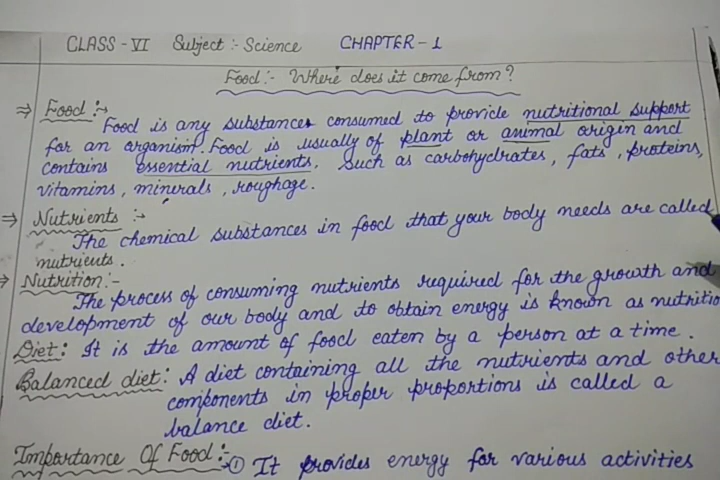 CLASS - VI Subject :- Science CHAPTER - 1
Food :- Where does it come from ?
⇒ Food :-
Food is any substances consumed to provide nutritional support
for an organism. Food is usually of plant or animal origin and
contains essential nutrients. Such as carbohydrates, fats, proteins,
vitamins, minerals, roughage.
⇒ Nutrients :-
The chemical substances in food that your body needs are called
nutrients.
→ Nutrition :-
The process of consuming nutrients required for the growth and
development of our body and to obtain energy is known as nutritio
Diet : It is the amount of food eaten by a person at a time.
Balanced diet : A diet containing all the nutrients and other
components in proper proportions is called a
balance diet.
Importance Of Food :- ① It provides energy for various activities